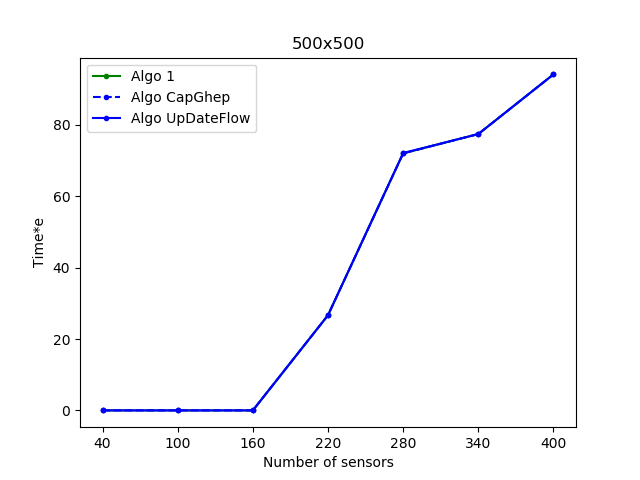 500x500
Algo 1
Algo CapGhep
Algo UpDateFlow
Time*e
80
60
40
20
0
40 100 160 220 280 340 400
Number of sensors